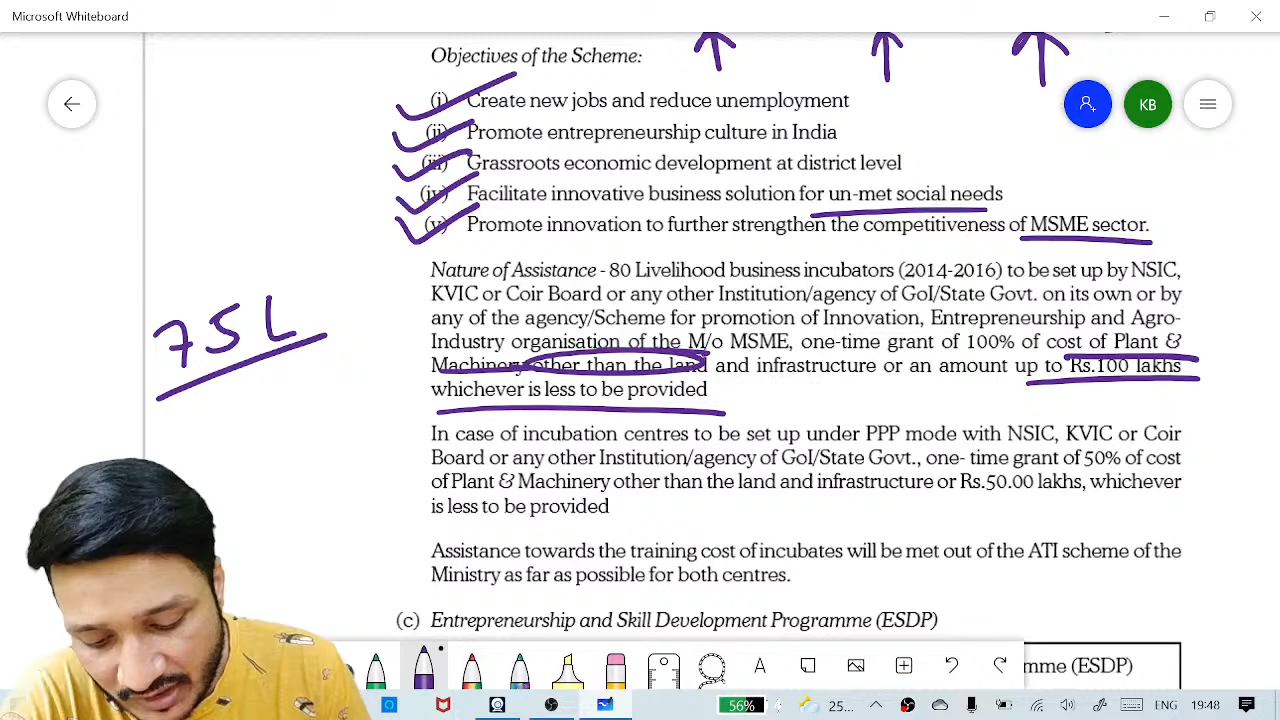 Microsoft Whiteboard
Objectives of the Scheme:
(i) Create new jobs and reduce unemployment
(ii) Promote entrepreneurship culture in India
(iii) Grassroots economic development at district level
(iv) Facilitate innovative business solution for un-met social needs
(v) Promote innovation to further strengthen the competitiveness of MSME sector.
KB
Nature of Assistance - 80 Livelihood business incubators (2014-2016) to be set up by NSIC,
KVIC or Coir Board or any other Institution/agency of GoI/State Govt. on its own or by
any of the agency/Scheme for promotion of Innovation, Entrepreneurship and Agro-
Industry organisation of the M/o MSME, one-time grant of 100% of cost of Plant &
Machinery other than the land and infrastructure or an amount up to Rs.100 lakhs
whichever is less to be provided
75L
In case of incubation centres to be set up under PPP mode with NSIC, KVIC or Coir
Board or any other Institution/agency of GoI/State Govt., one- time grant of 50% of cost
of Plant & Machinery other than the land and infrastructure or Rs.50.00 lakhs, whichever
is less to be provided
Assistance towards the training cost of incubates will be met out of the ATI scheme of the
Ministry as far as possible for both centres.
(c) Entrepreneurship and Skill Development Programme (ESDP)
mme (ESDP)
56% 25... ENG 19:48